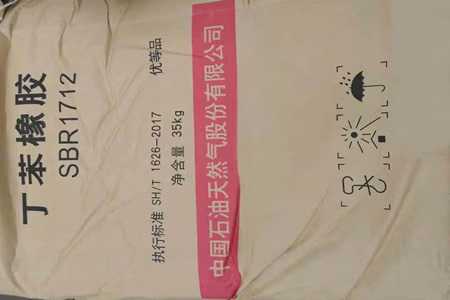 丁苯橡胶
SBR1712
执行标准 SH/T 1626-2017 优等品
净含量 35kg
中国石油天然气股份有限公司